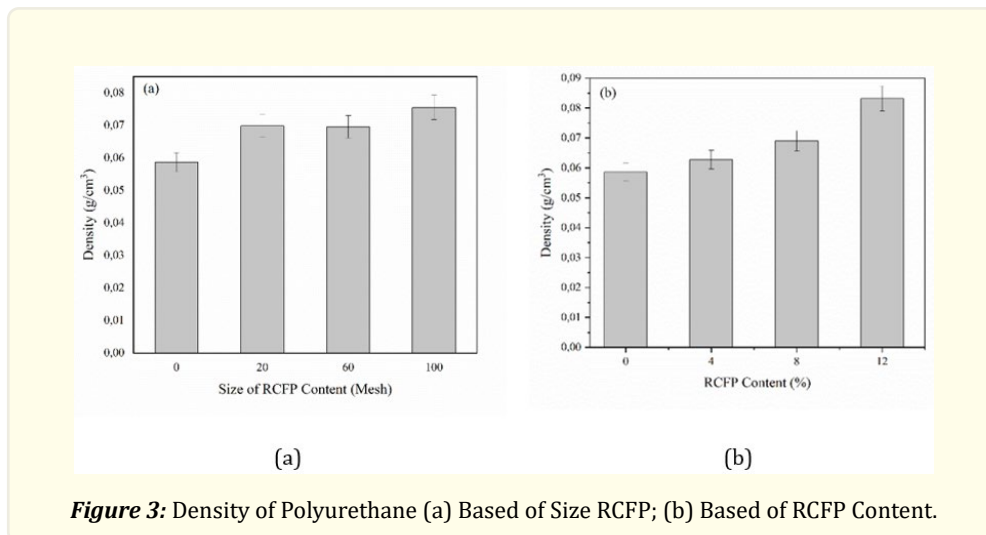 (a)
0,08
0,07
0,06
0,05
0,04
0,03
0,02
0,01
0,00
Density (g/cm³)
0 20 60 100
Size of RCFP Content (Mesh)
(b)
0,09
0,08
0,07
0,06
0,05
0,04
0,03
0,02
0,01
0,00
Density (g/cm³)
0 4 8 12
RCFP Content (%)
(a) (b)
Figure 3: Density of Polyurethane (a) Based of Size RCFP; (b) Based of RCFP Content.